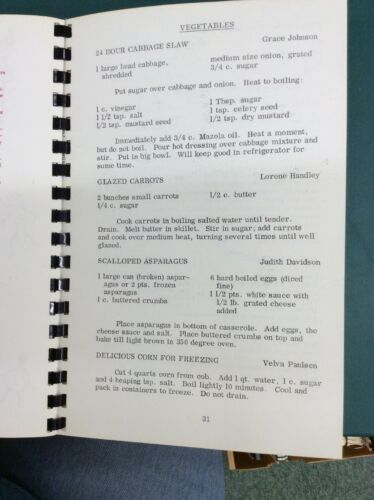 VEGETABLES
24 HOUR CABBAGE SLAW Grace Johnson
1 large head cabbage, medium size onion, grated
shredded 3/4 c. sugar
Put sugar over cabbage and onion. Heat to boiling:
1 c. vinegar 1 Tbsp. sugar
1 1/2 tsp. salt 1 tsp. celery seed
1/2 tsp. mustard seed 1/2 tsp. dry mustard
Immediately add 3/4 c. Mazola oil. Heat a moment,
but do not boil. Pour hot dressing over cabbage mixture and
stir. Put in big bowl. Will keep good in refrigerator for
some time.
GLAZED CARROTS Lorene Handley
2 bunches small carrots 1/2 c. butter
1/4 c. sugar
Cook carrots in boiling salted water until tender.
Drain. Melt butter in skillet. Stir in sugar; add carrots
and cook over medium heat, turning several times until well
glazed.
SCALLOPED ASPARAGUS Judith Davidson
1 large can (broken) aspar- 6 hard boiled eggs (diced
agus or 2 pts. frozen fine)
asparagus 1 1/2 pts. white sauce with
1 c. buttered crumbs 1/2 lb. grated cheese
added
Place asparagus in bottom of casserole. Add eggs, the
cheese sauce and salt. Place buttered crumbs on top and
bake till light brown in 350 degree oven.
DELICIOUS CORN FOR FREEZING Velva Paulsen
Cut 4 quarts corn from cob. Add 1 qt. water, 1 c. sugar
and 4 heaping tsp. salt. Boil lightly 10 minutes. Cool and
pack in containers to freeze. Do not drain.
31